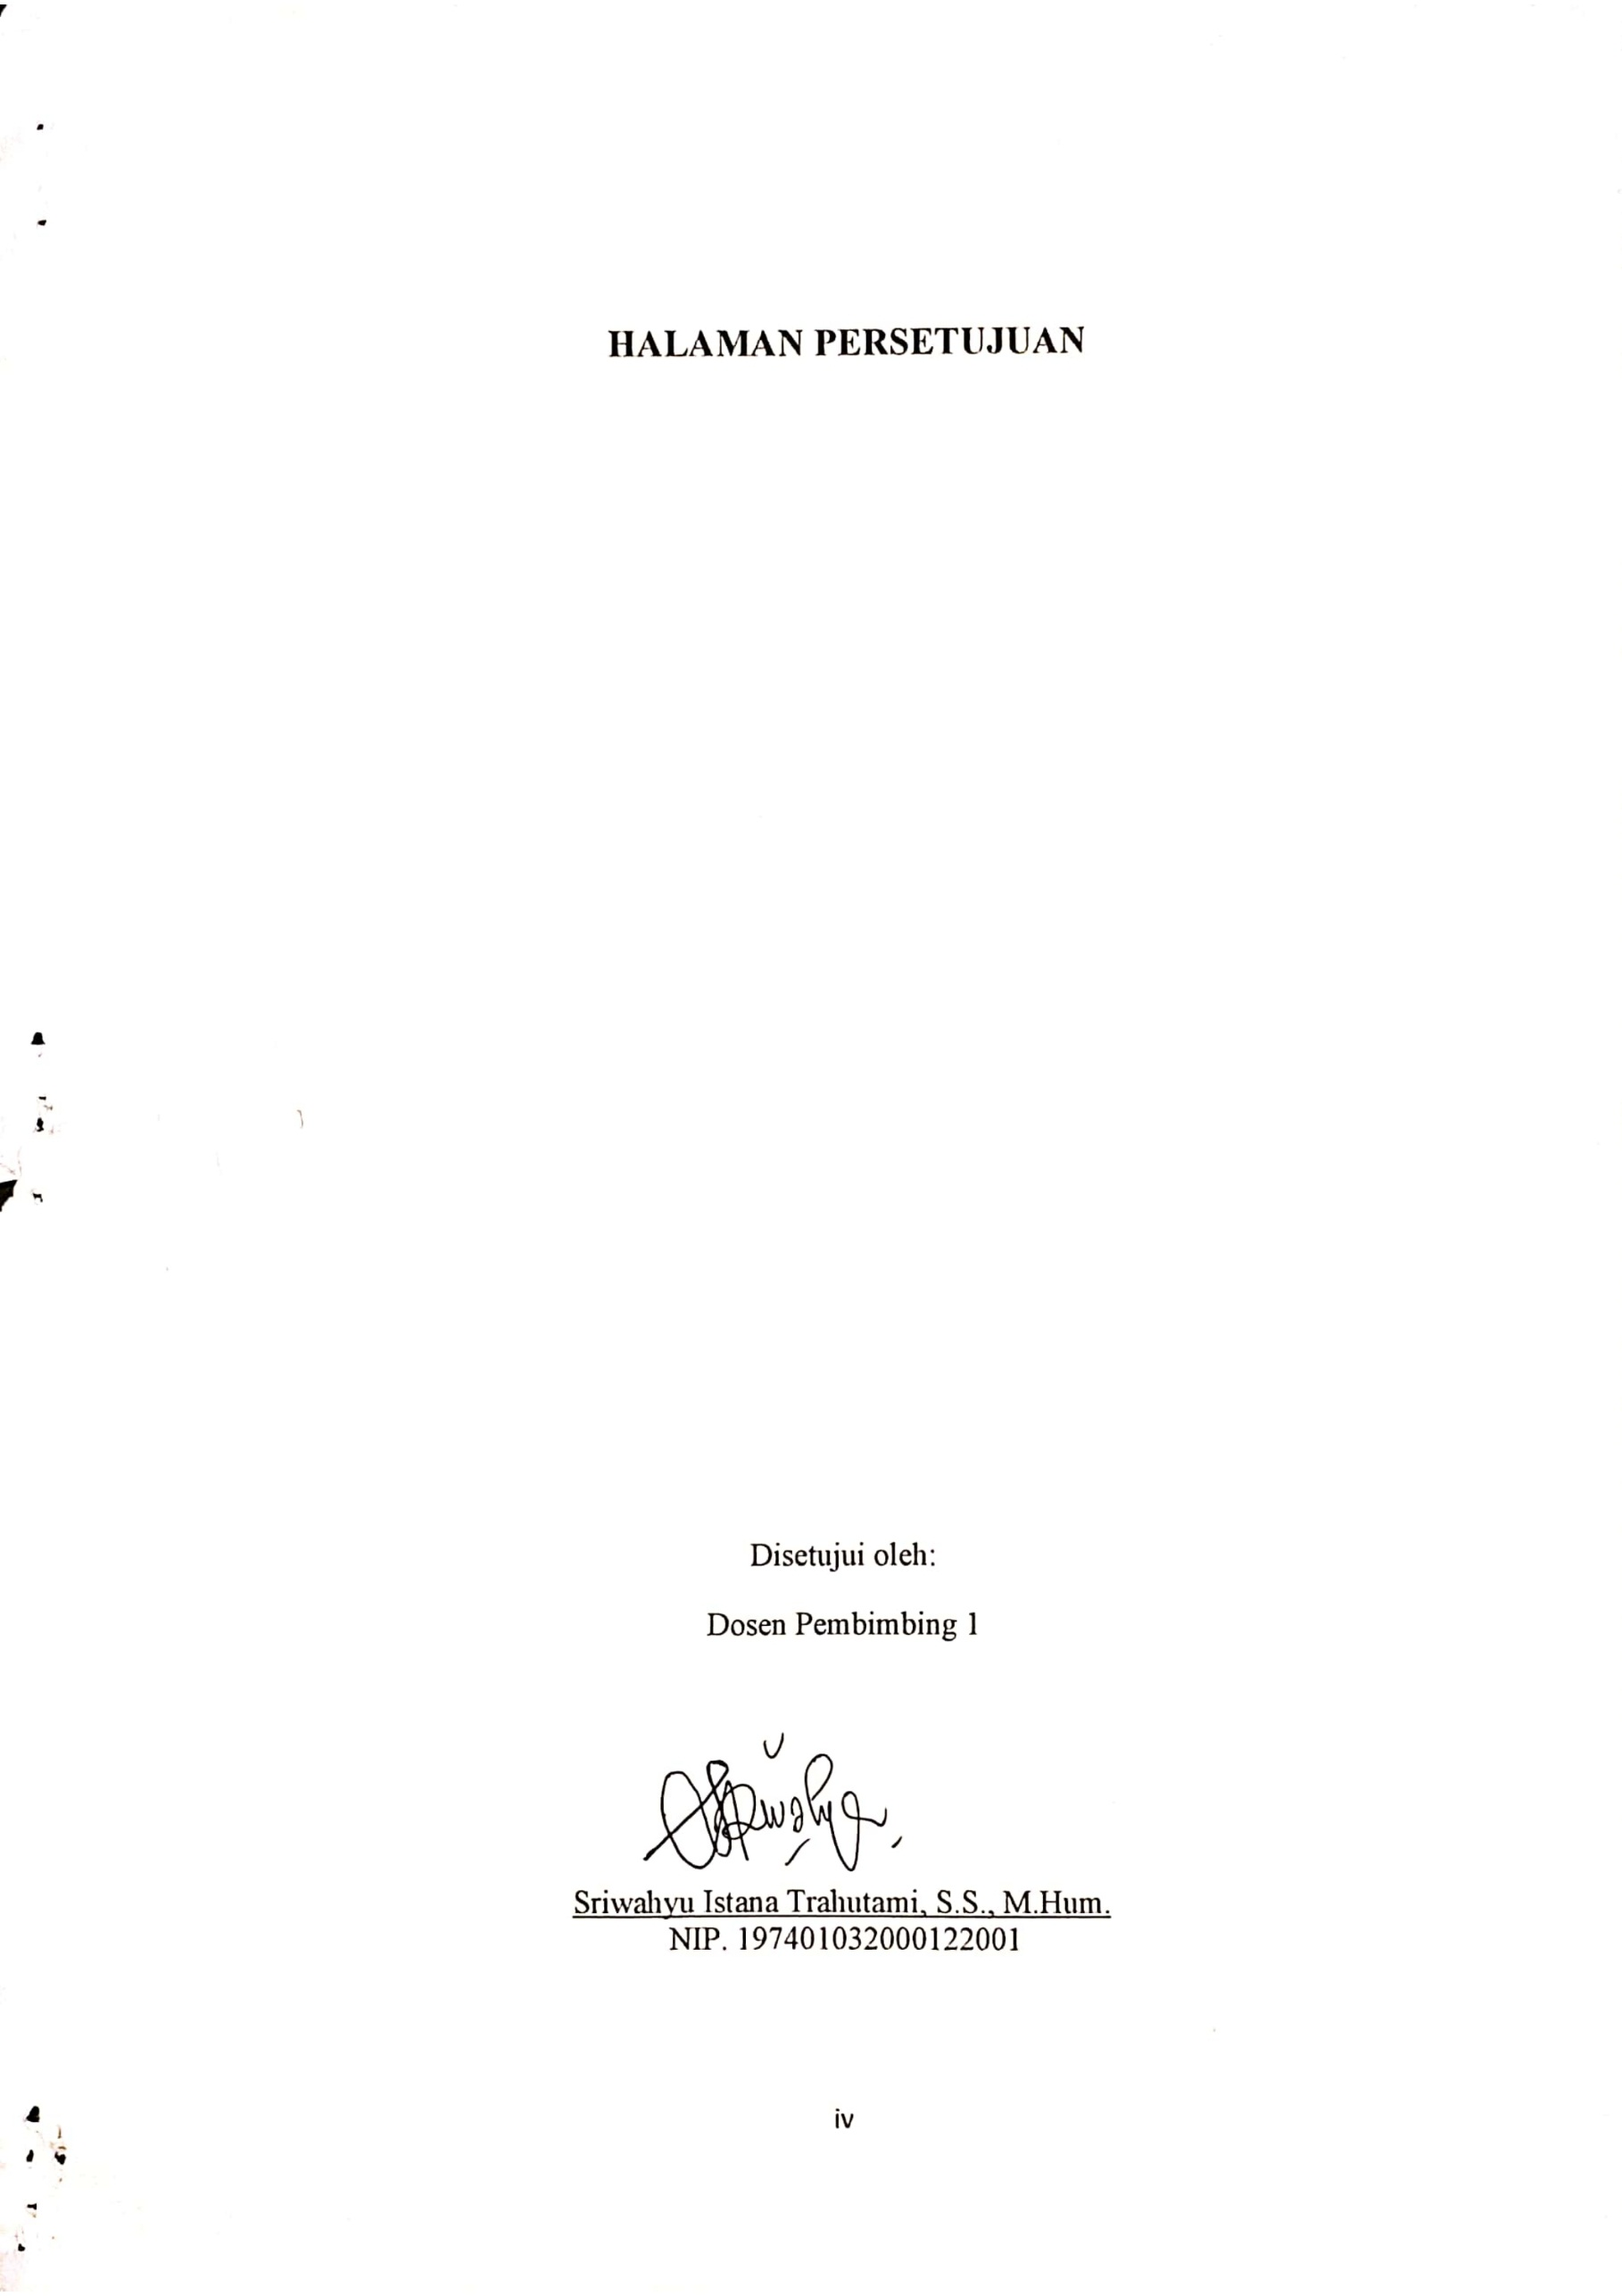 HALAMAN PERSETUJUAN
Disetujui oleh:
Dosen Pembimbing 1
Sriwahyu Istana Trahutami, S.S., M.Hum.
NIP. 197401032000122001
iv